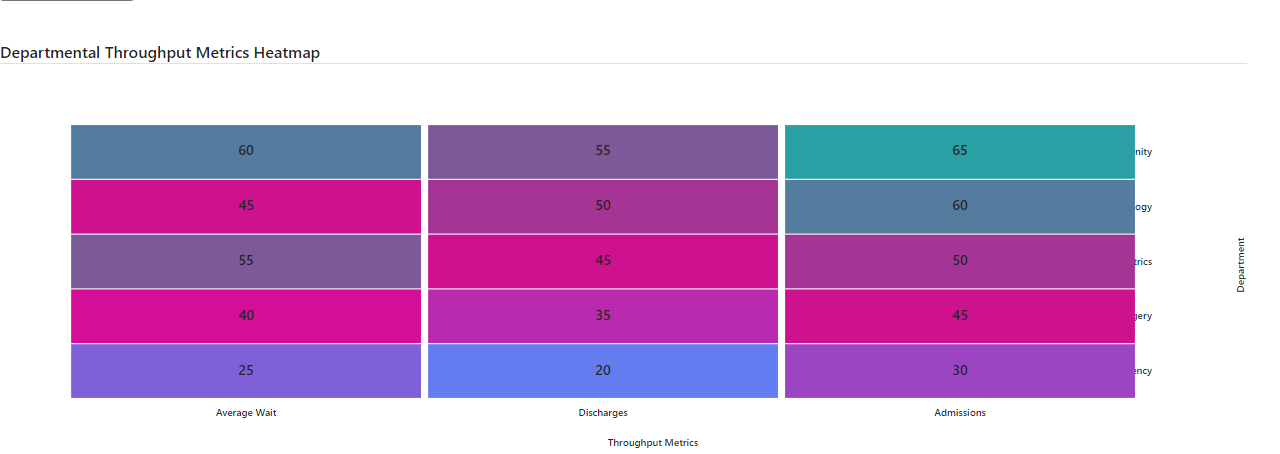 Departmental Throughput Metrics Heatmap
60 55 65 nity
45 50 60 ogy
55 45 50 trics
40 35 45 gery
25 20 30 ency
Department
Average Wait Discharges Admissions
Throughput Metrics